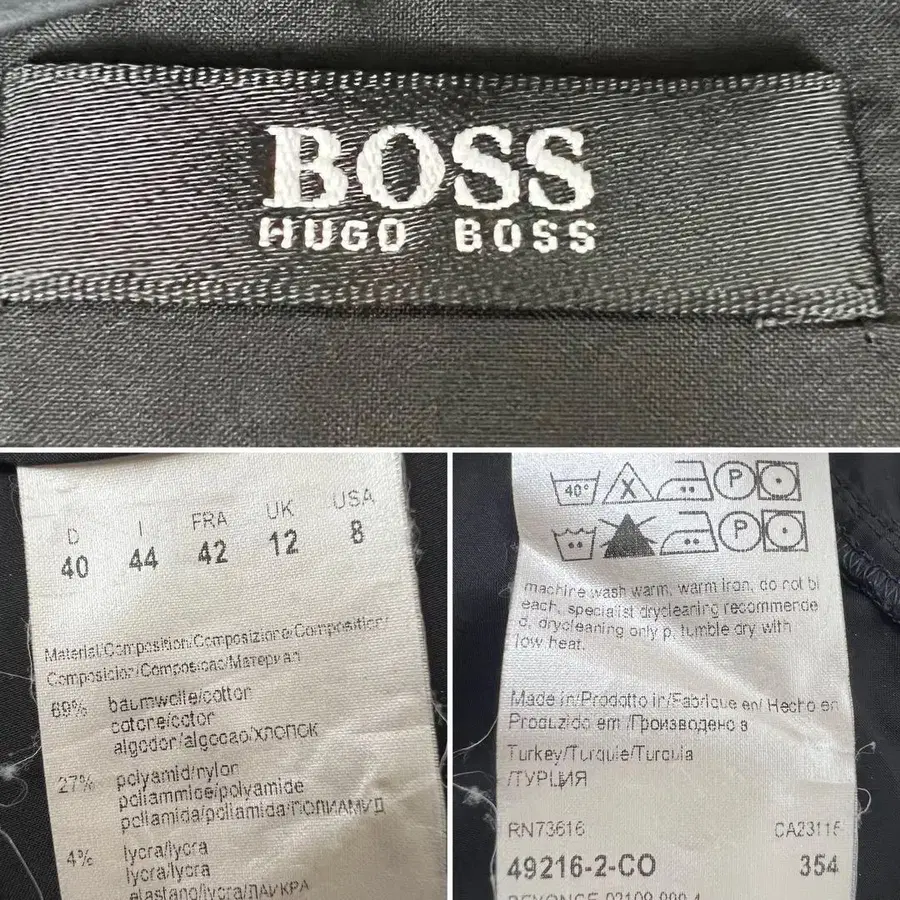 BOSS
HUGO BOSS
D I FRA UK USA
40 44 42 12 8
Material/Composition/Composizione/Composition/
Composicion/Composicao/Материал
69% baumwolle/cotton
cotone/coton
algodon/algodao/ХЛОПОК
27% polyamid/nylon
poliammide/polyamide
poliamida/poliamida/ПОЛИАМИД
4% lycra/lycra
lycra/lycra
elastano/lycra/ЛАЙКРА
40° X P
P
machine wash warm, warm iron, do not bl
each, specialist drycleaning recommende
d, drycleaning only p, tumble dry with
low heat.
Made in/Prodotto in/Fabrique en/ Hecho en
Produzido em /Произведено в
Turkey/Turquie/Turquia
/ТУРЦИЯ
RN73616 CA23115
49216-2-CO 354